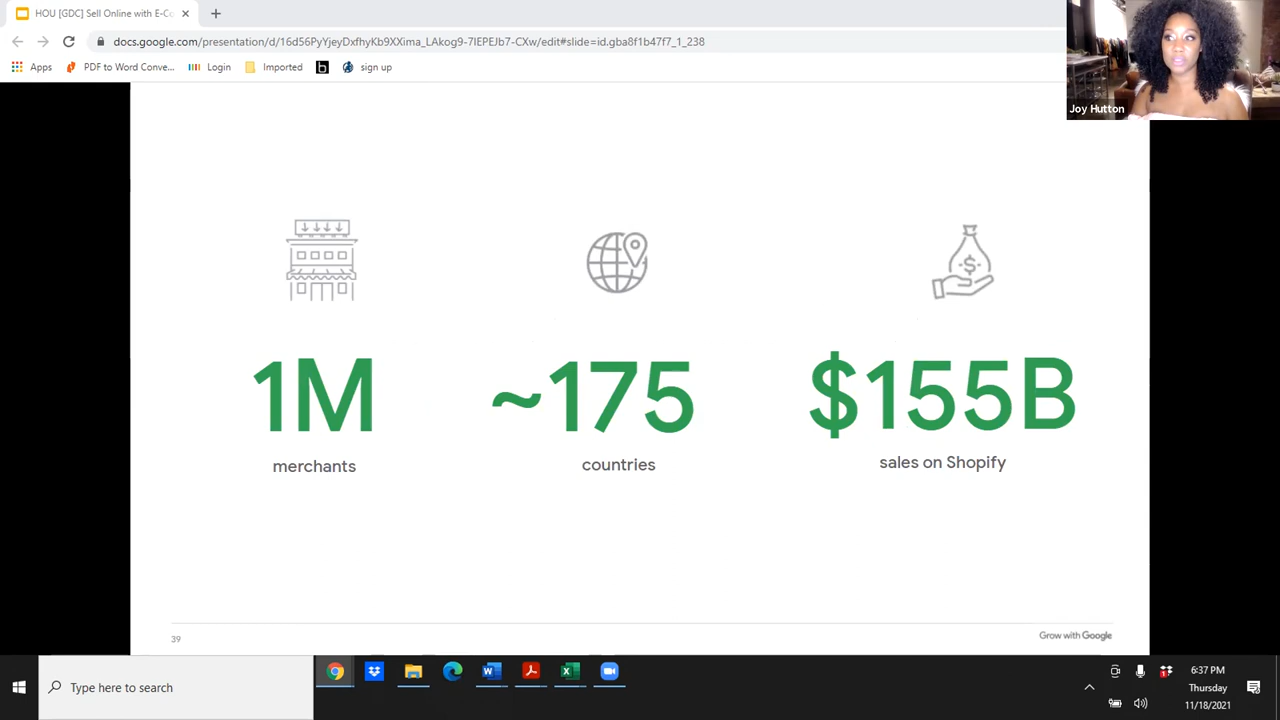 HOU [GDC] Sell Online with E-Co
docs.google.com/presentation/d/16d56PyYjeyDxfhyKb9XXima_LAkog9-7IEPEJb7-CXw/edit#slide=id.gba8f1b47f7_1_238
Apps PDF to Word Conve... Login Imported b sign up
Joy Hutton
1M ~175 $155B
merchants countries sales on Shopify
39 Grow with Google
Type here to search
6:37 PM
Thursday
11/18/2021